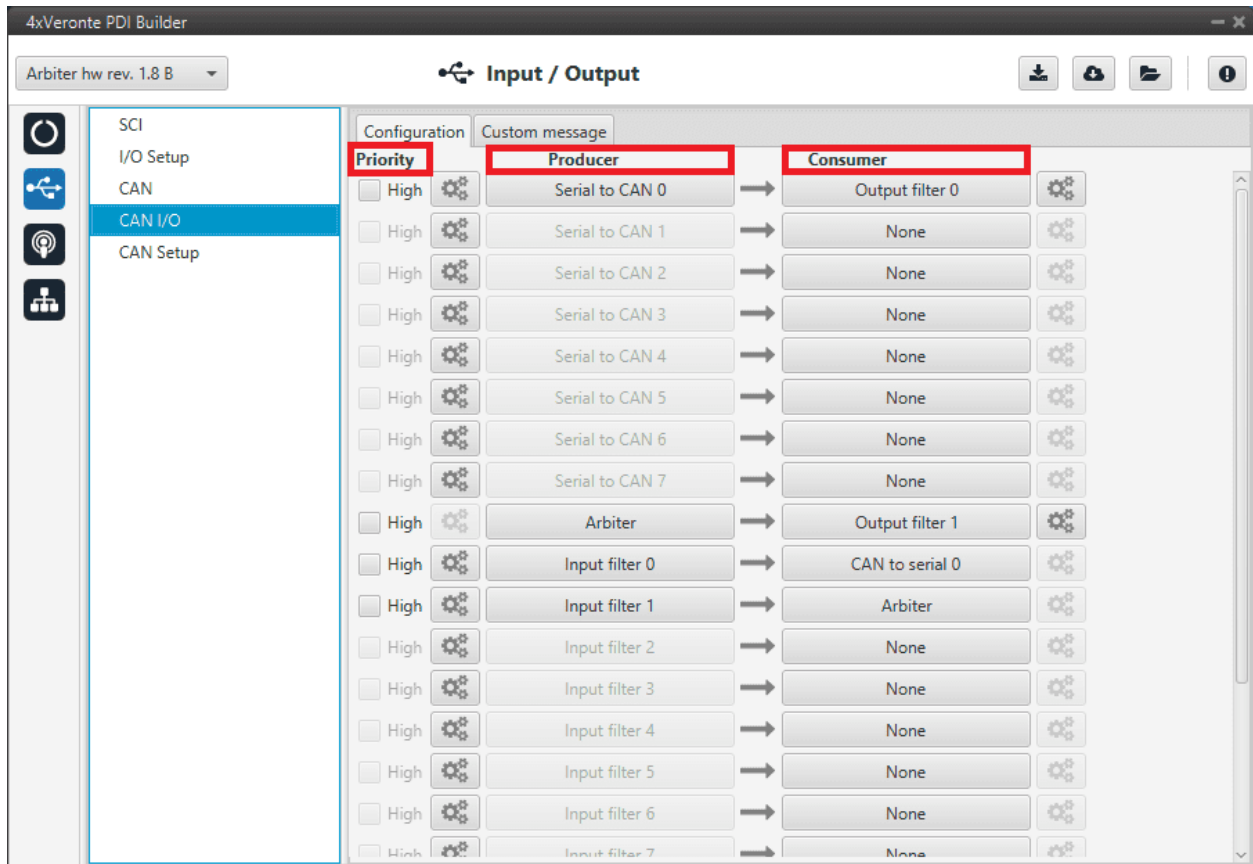 4xVeronte PDI Builder
Arbiter hw rev. 1.8 B
Input / Output
SCI
I/O Setup
CAN
CAN I/O
CAN Setup
Configuration Custom message
Priority Producer Consumer
High Serial to CAN 0 Output filter 0
High Serial to CAN 1 None
High Serial to CAN 2 None
High Serial to CAN 3 None
High Serial to CAN 4 None
High Serial to CAN 5 None
High Serial to CAN 6 None
High Serial to CAN 7 None
High Arbiter Output filter 1
High Input filter 0 CAN to serial 0
High Input filter 1 Arbiter
High Input filter 2 None
High Input filter 3 None
High Input filter 4 None
High Input filter 5 None
High Input filter 6 None
High Input filter 7 None